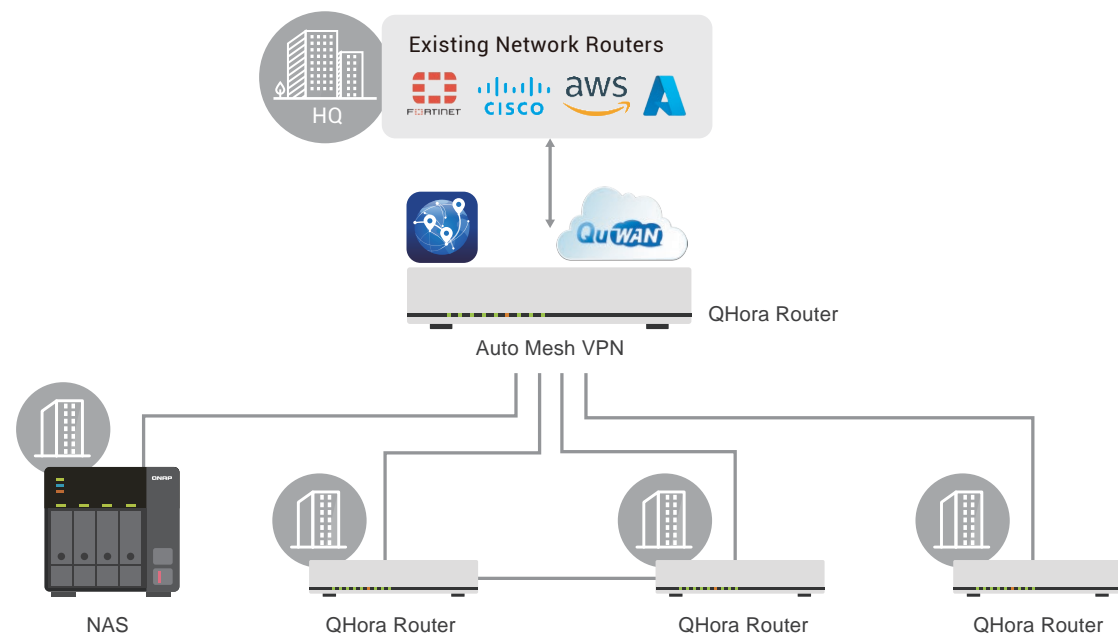 Existing Network Routers
FORTINET
CISCO
aws
HQ
QuWAN
QHora Router
Auto Mesh VPN
QNAP
NAS
QHora Router
QHora Router
QHora Router